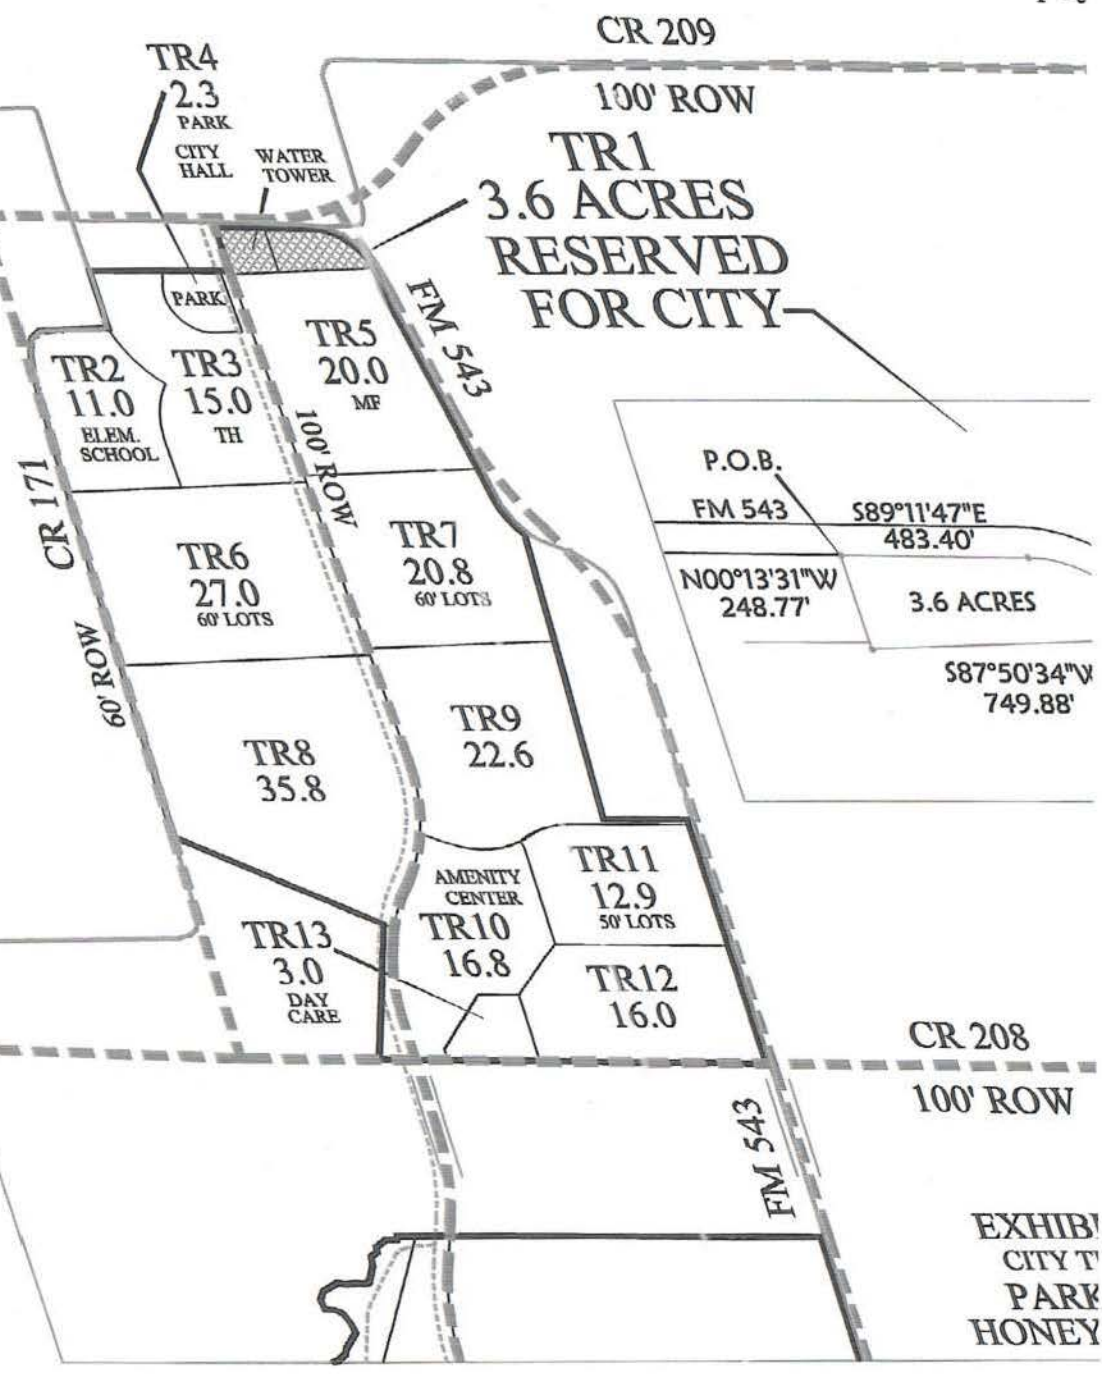 CR 209
100' ROW
TR4
2.3
PARK
CITY
HALL
WATER
TOWER
TR1
3.6 ACRES
RESERVED
FOR CITY
PARK
FM 543
TR5
20.0
MF
TR2
11.0
ELEM.
SCHOOL
TR3
15.0
TH
100' ROW
CR 171
60' ROW
TR6
27.0
60' LOTS
TR7
20.8
60' LOTS
P.O.B.
FM 543
S89°11'47"E
483.40'
N00°13'31"W
248.77'
3.6 ACRES
S87°50'34"W
749.88'
TR8
35.8
TR9
22.6
AMENITY
CENTER
TR10
16.8
TR11
12.9
50' LOTS
TR13
3.0
DAY
CARE
TR12
16.0
CR 208
100' ROW
FM 543
EXHIBI
CITY T
PARK
HONEY